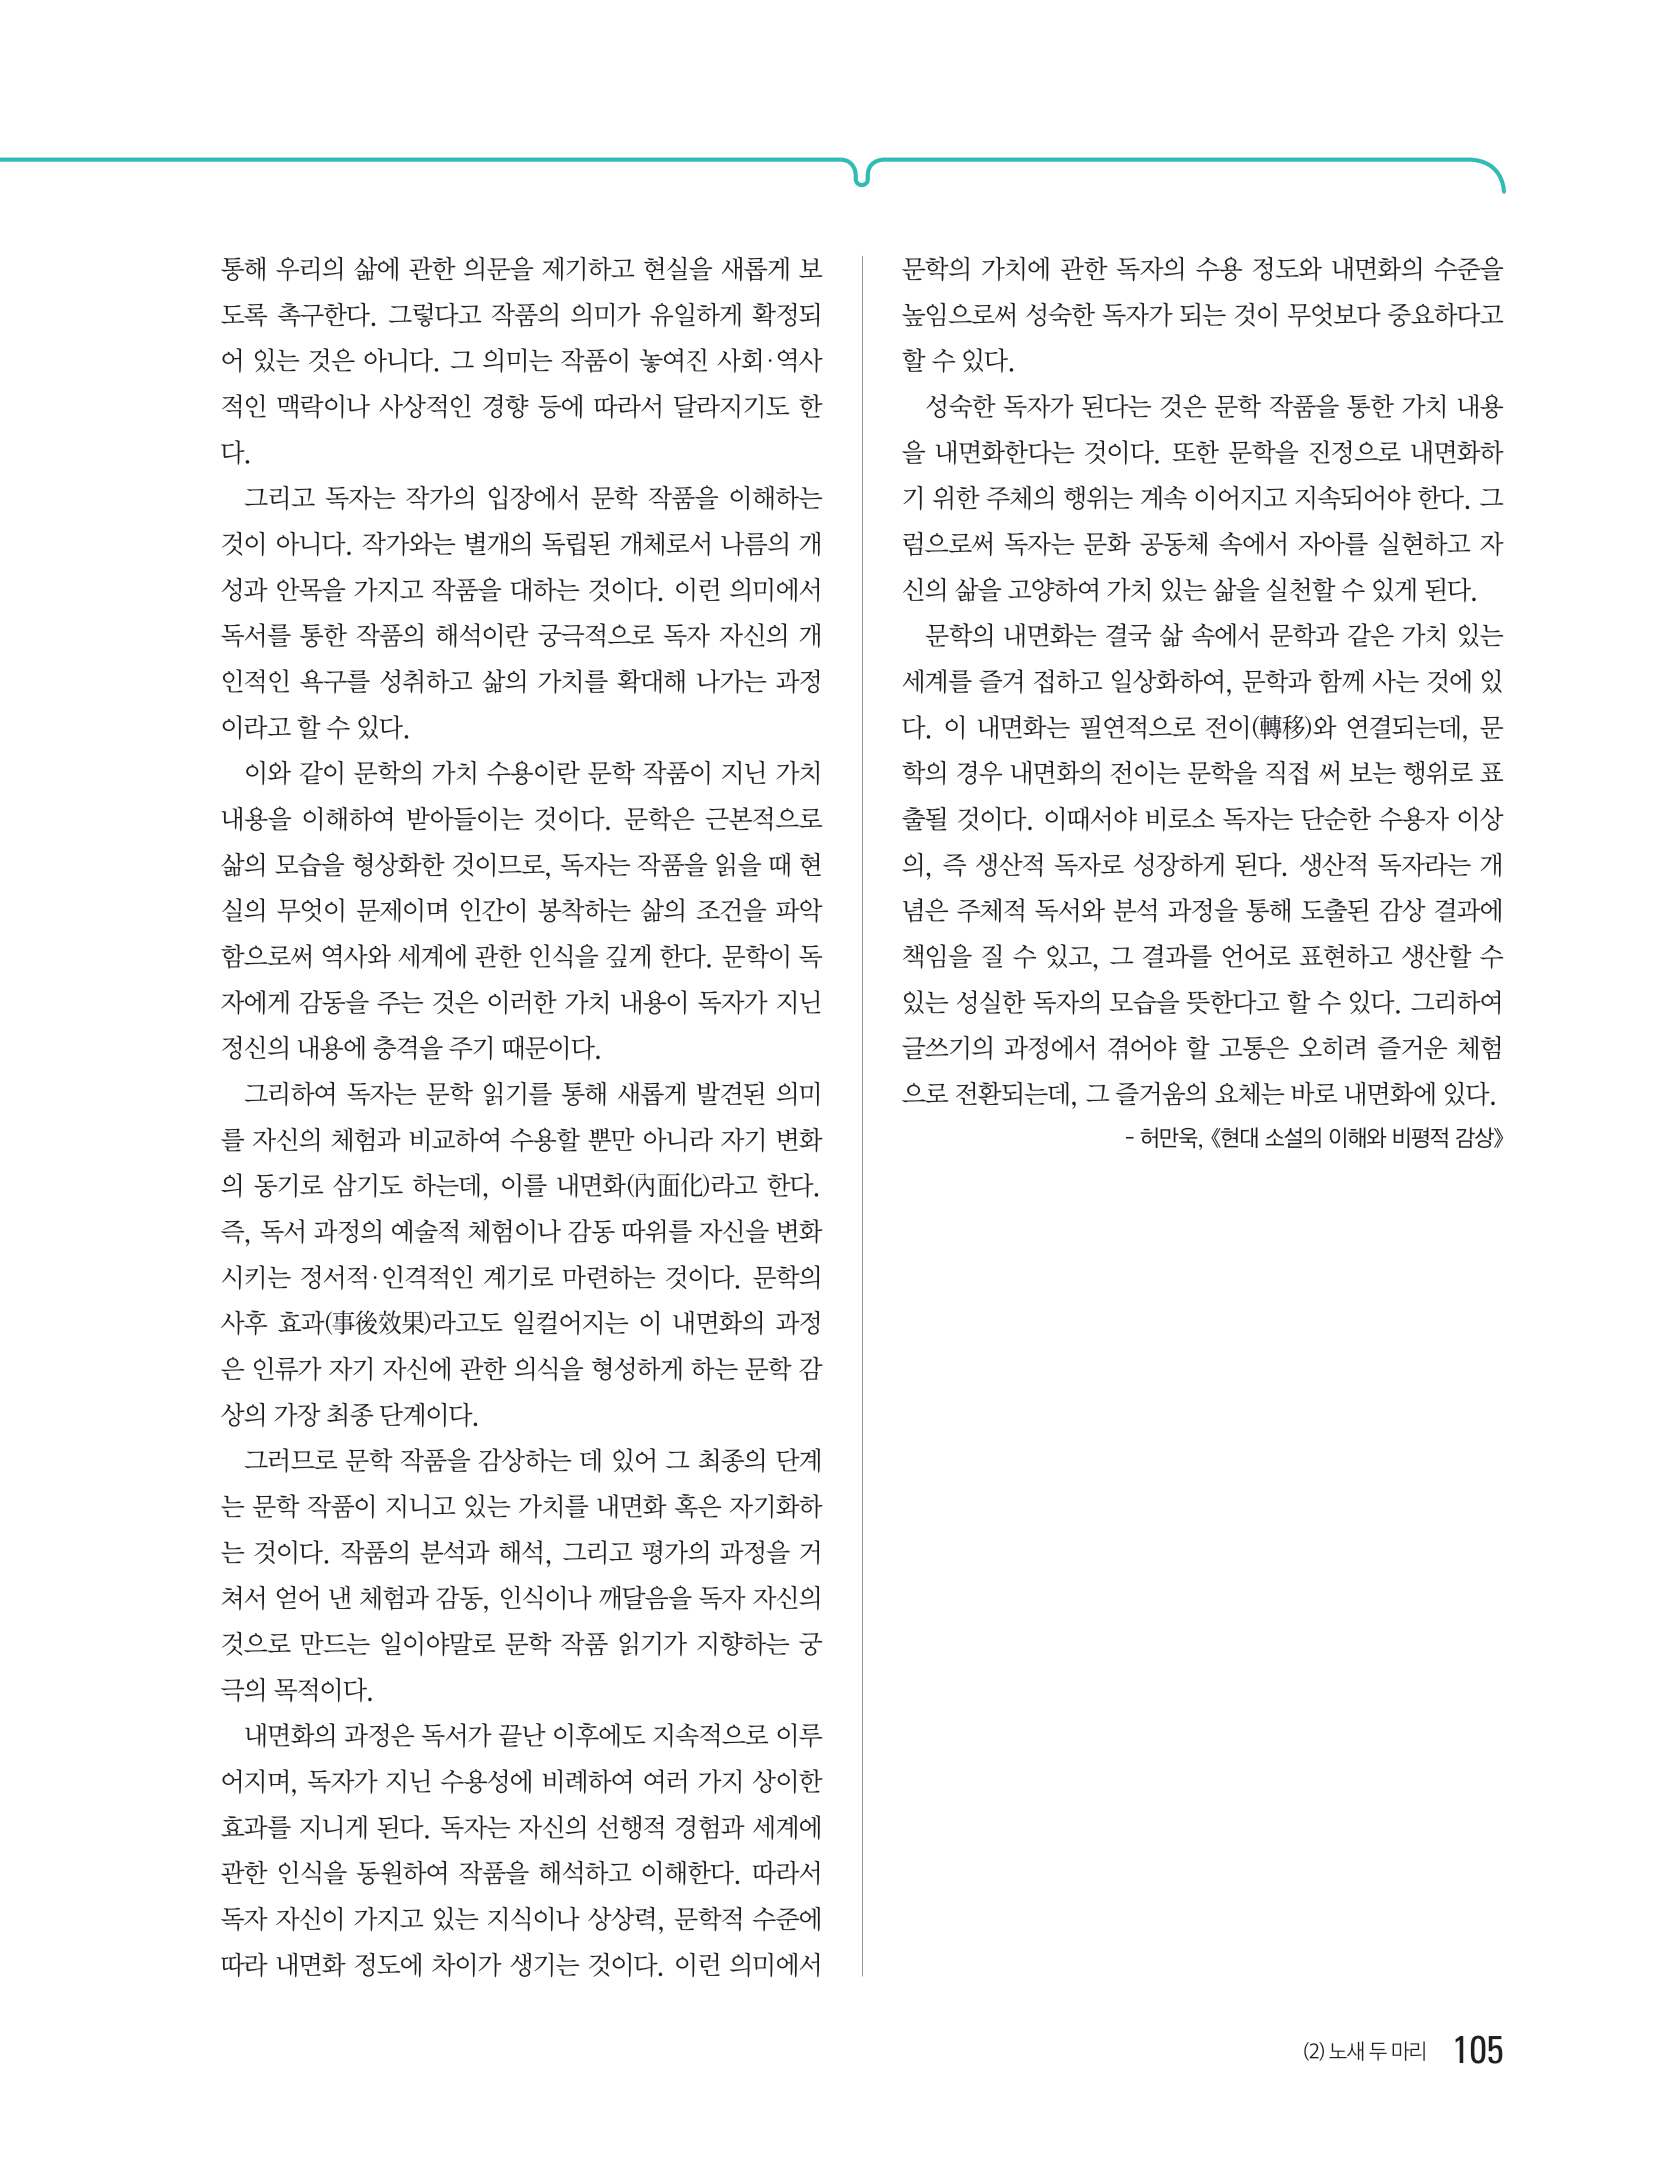 통해 우리의 삶에 관한 의문을 제기하고 현실을 새롭게 보
도록 촉구한다. 그렇다고 작품의 의미가 유일하게 확정되
어 있는 것은 아니다. 그 의미는 작품이 놓여진 사회·역사
적인 맥락이나 사상적인 경향 등에 따라서 달라지기도 한
다.
그리고 독자는 작가의 입장에서 문학 작품을 이해하는
것이 아니다. 작가와는 별개의 독립된 개체로서 나름의 개
성과 안목을 가지고 작품을 대하는 것이다. 이런 의미에서
독서를 통한 작품의 해석이란 궁극적으로 독자 자신의 개
인적인 욕구를 성취하고 삶의 가치를 확대해 나가는 과정
이라고 할 수 있다.
이와 같이 문학의 가치 수용이란 문학 작품이 지닌 가치
내용을 이해하여 받아들이는 것이다. 문학은 근본적으로
삶의 모습을 형상화한 것이므로, 독자는 작품을 읽을 때 현
실의 무엇이 문제이며 인간이 봉착하는 삶의 조건을 파악
함으로써 역사와 세계에 관한 인식을 깊게 한다. 문학이 독
자에게 감동을 주는 것은 이러한 가치 내용이 독자가 지닌
정신의 내용에 충격을 주기 때문이다.
그리하여 독자는 문학 읽기를 통해 새롭게 발견된 의미
를 자신의 체험과 비교하여 수용할 뿐만 아니라 자기 변화
의 동기로 삼기도 하는데, 이를 내면화(內面化)라고 한다.
즉, 독서 과정의 예술적 체험이나 감동 따위를 자신을 변화
시키는 정서적·인격적인 계기로 마련하는 것이다. 문학의
사후 효과(事後效果)라고도 일컬어지는 이 내면화의 과정
은 인류가 자기 자신에 관한 의식을 형성하게 하는 문학 감
상의 가장 최종 단계이다.
그러므로 문학 작품을 감상하는 데 있어 그 최종의 단계
는 문학 작품이 지니고 있는 가치를 내면화 혹은 자기화하
는 것이다. 작품의 분석과 해석, 그리고 평가의 과정을 거
쳐서 얻어 낸 체험과 감동, 인식이나 깨달음을 독자 자신의
것으로 만드는 일이야말로 문학 작품 읽기가 지향하는 궁
극의 목적이다.
내면화의 과정은 독서가 끝난 이후에도 지속적으로 이루
어지며, 독자가 지닌 수용성에 비례하여 여러 가지 상이한
효과를 지니게 된다. 독자는 자신의 선행적 경험과 세계에
관한 인식을 동원하여 작품을 해석하고 이해한다. 따라서
독자 자신이 가지고 있는 지식이나 상상력, 문학적 수준에
따라 내면화 정도에 차이가 생기는 것이다. 이런 의미에서
문학의 가치에 관한 독자의 수용 정도와 내면화의 수준을
높임으로써 성숙한 독자가 되는 것이 무엇보다 중요하다고
할 수 있다.
성숙한 독자가 된다는 것은 문학 작품을 통한 가치 내용
을 내면화한다는 것이다. 또한 문학을 진정으로 내면화하
기 위한 주체의 행위는 계속 이어지고 지속되어야 한다. 그
럼으로써 독자는 문화 공동체 속에서 자아를 실현하고 자
신의 삶을 고양하여 가치 있는 삶을 실천할 수 있게 된다.
문학의 내면화는 결국 삶 속에서 문학과 같은 가치 있는
세계를 즐겨 접하고 일상화하여, 문학과 함께 사는 것에 있
다. 이 내면화는 필연적으로 전이(轉移)와 연결되는데, 문
학의 경우 내면화의 전이는 문학을 직접 써 보는 행위로 표
출될 것이다. 이때서야 비로소 독자는 단순한 수용자 이상
의, 즉 생산적 독자로 성장하게 된다. 생산적 독자라는 개
념은 주체적 독서와 분석 과정을 통해 도출된 감상 결과에
책임을 질 수 있고, 그 결과를 언어로 표현하고 생산할 수
있는 성실한 독자의 모습을 뜻한다고 할 수 있다. 그리하여
글쓰기의 과정에서 겪어야 할 고통은 오히려 즐거운 체험
으로 전환되는데, 그 즐거움의 요체는 바로 내면화에 있다.
- 허만욱, 《현대 소설의 이해와 비평적 감상》
(2) 노새 두 마리 105